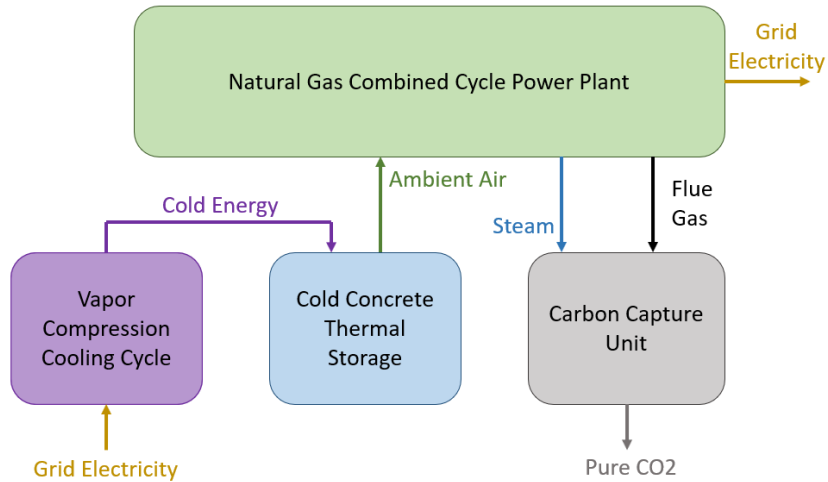 Grid
Electricity
Natural Gas Combined Cycle Power Plant
Ambient Air
Cold Energy
Steam
Flue
Gas
Vapor
Compression
Cooling Cycle
Cold Concrete
Thermal
Storage
Carbon Capture
Unit
Grid Electricity
Pure CO2